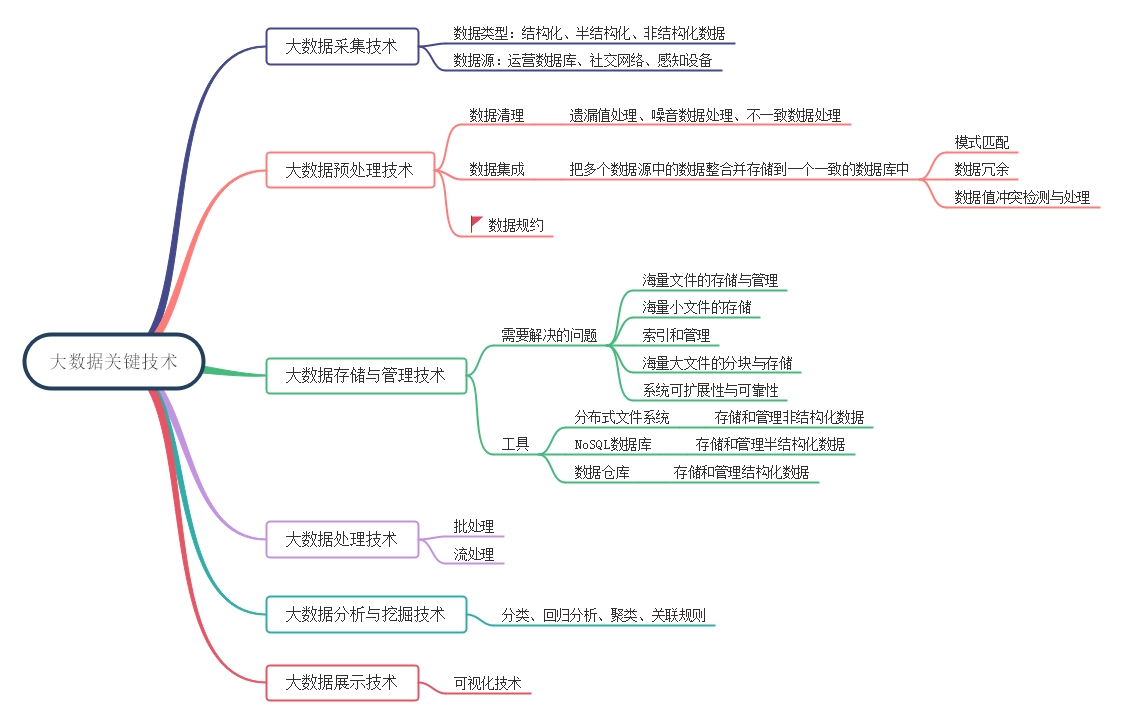 大数据关键技术
大数据采集技术
数据类型：结构化、半结构化、非结构化数据
数据源：运营数据库、社交网络、感知设备
大数据预处理技术
数据清理
遗漏值处理、噪音数据处理、不一致数据处理
数据集成
把多个数据源中的数据整合并存储到一个一致的数据库中
模式匹配
数据冗余
数据值冲突检测与处理
数据规约
大数据存储与管理技术
需要解决的问题
海量文件的存储与管理
海量小文件的存储
索引和管理
海量大文件的分块与存储
系统可扩展性与可靠性
工具
分布式文件系统
存储和管理非结构化数据
NoSQL数据库
存储和管理半结构化数据
数据仓库
存储和管理结构化数据
大数据处理技术
批处理
流处理
大数据分析与挖掘技术
分类、回归分析、聚类、关联规则
大数据展示技术
可视化技术